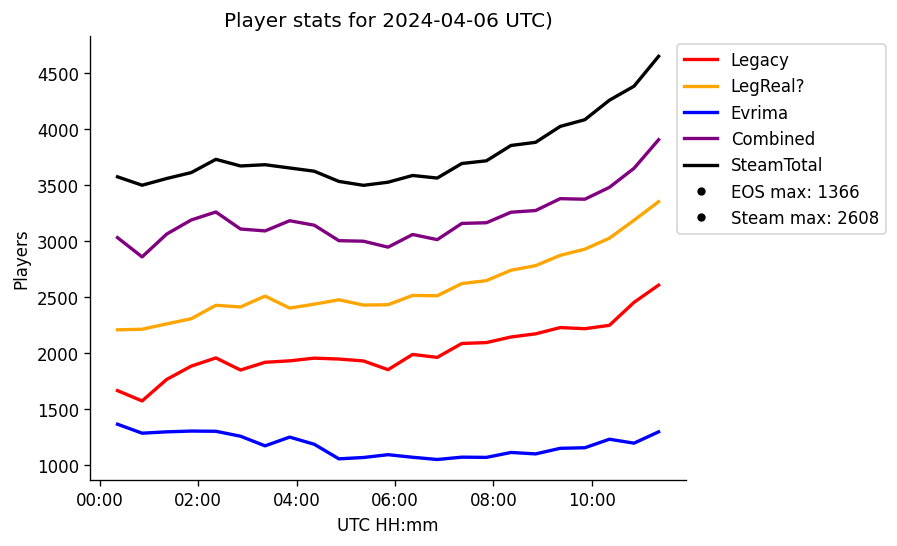 Player stats for 2024-04-06 UTC)
4500
4000
3500
3000
2500
2000
1500
1000
Players
00:00 02:00 04:00 06:00 08:00 10:00
UTC HH:mm
Legacy
LegReal?
Evrima
Combined
SteamTotal
EOS max: 1366
Steam max: 2608